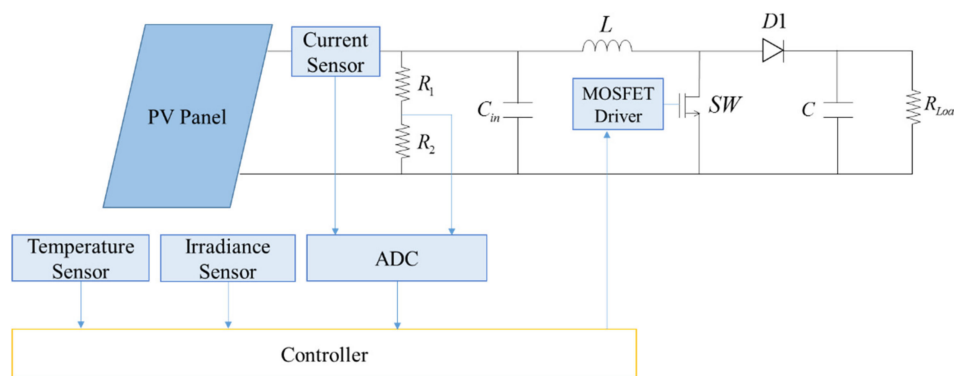 Current
Sensor
L
D1
PV Panel
R1
R2
Cin
MOSFET
Driver
SW
C
RLoa
Temperature
Sensor
Irradiance
Sensor
ADC
Controller